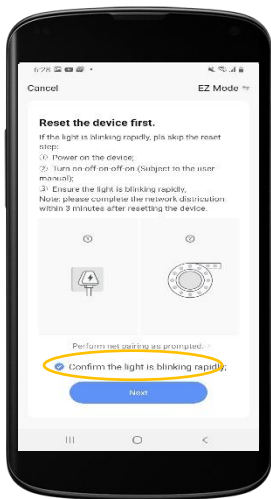 6:28
Cancel EZ Mode
Reset the device first.
If the light is blinking rapidly, pls skip the reset
step:
① Power on the device;
② Turn on off-on-off-on (Subject to the user
manual);
③ Ensure the light is blinking rapidly,
Note: please complete the network distribution
within 3 minutes after resetting the device.
① ②
Perform net pairing as prompted. >
Confirm the light is blinking rapidly;
Next